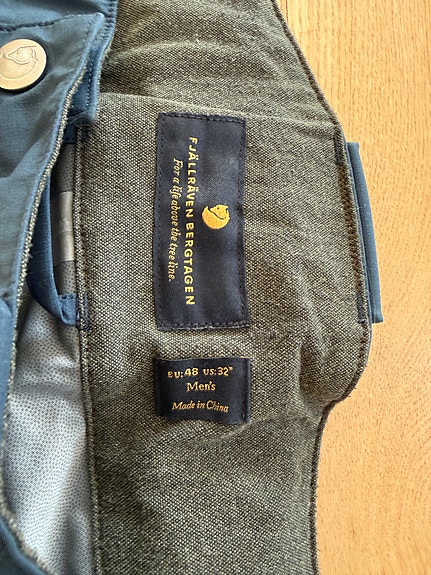 FJÄLLRÄVEN BERGTAGEN
For a life above the tree line.
EU:48 US:32"
Men's
Made in China